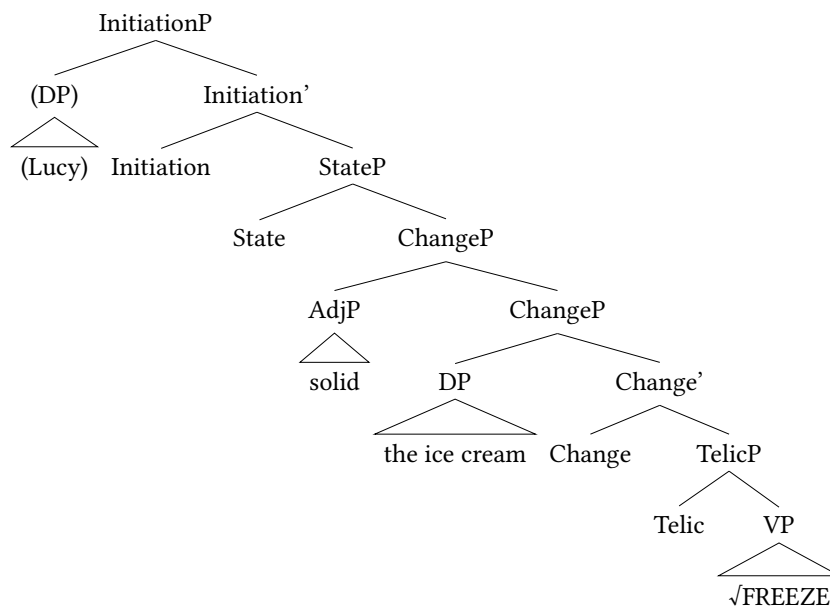 InitiationP
(DP) Initiation’
(Lucy) Initiation StateP
State ChangeP
AdjP ChangeP
solid DP Change’
the ice cream Change TelicP
Telic VP
√FREEZE